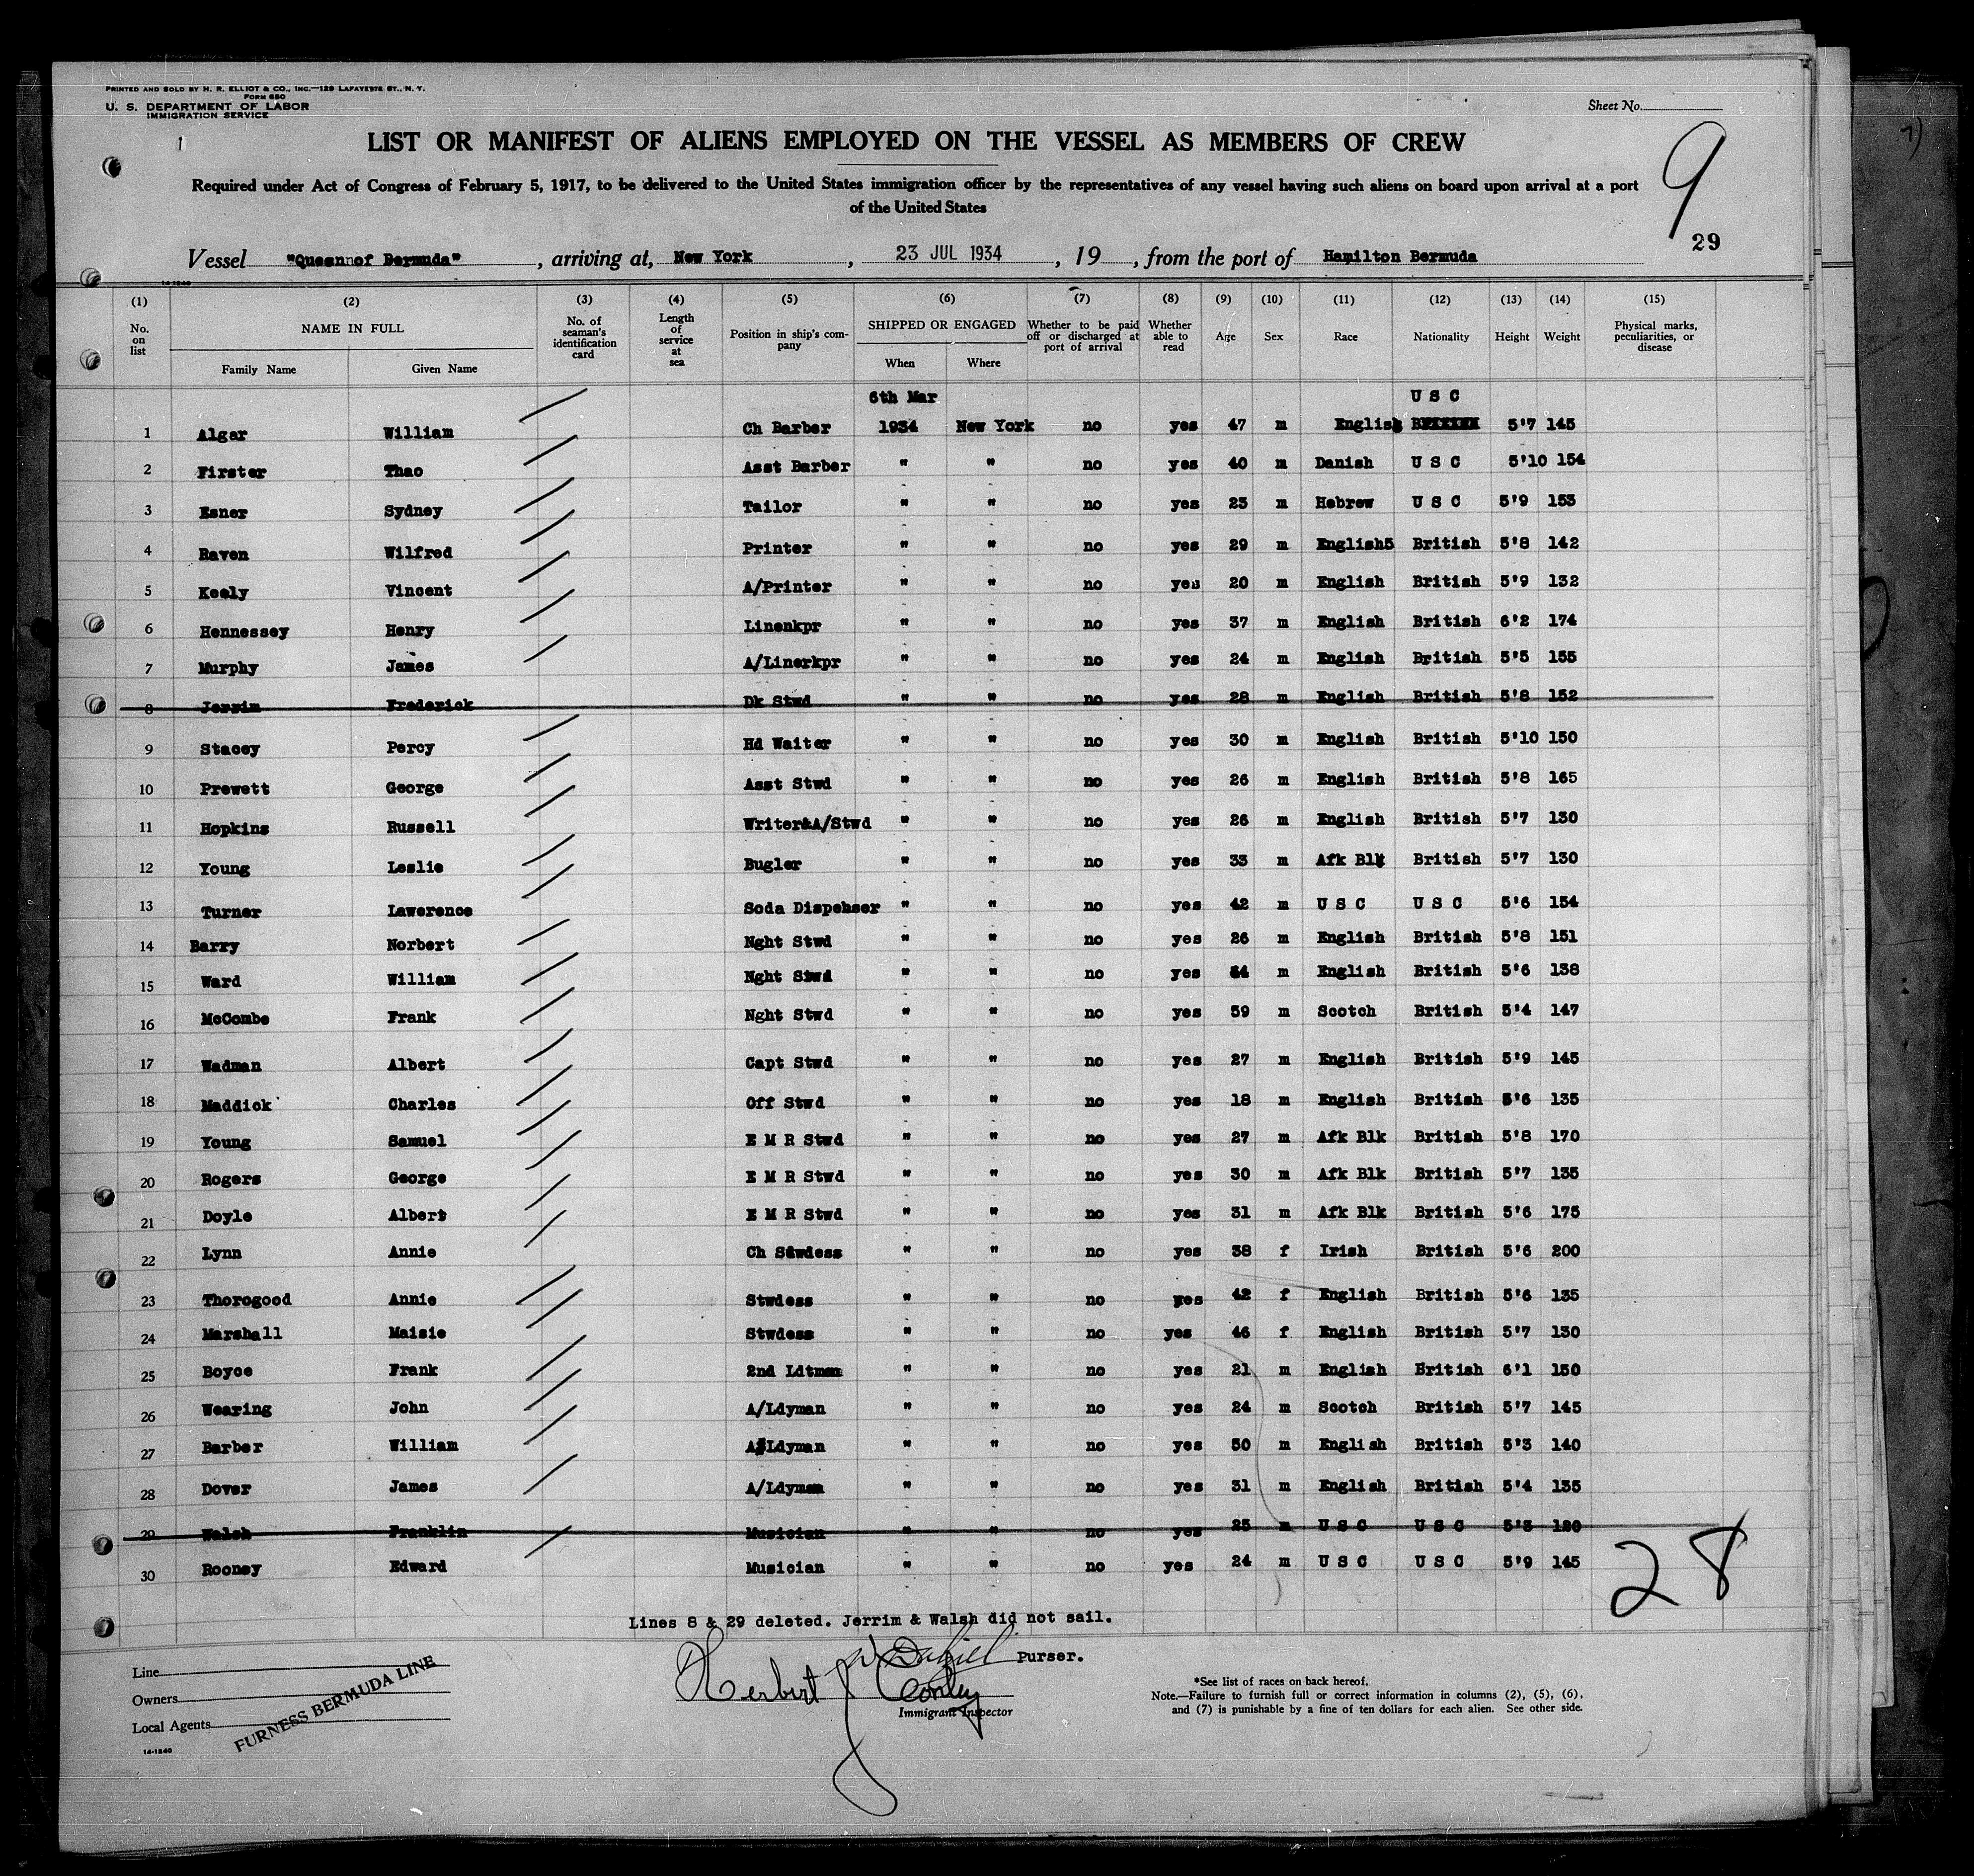 PRINTED AND SOLD BY H. R. ELLIOT & CO., INC.—129 LAFAYETTE ST., N. Y.
FORM 680
U. S. DEPARTMENT OF LABOR
IMMIGRATION SERVICE
Sheet No.
1
LIST OR MANIFEST OF ALIENS EMPLOYED ON THE VESSEL AS MEMBERS OF CREW
9
Required under Act of Congress of February 5, 1917, to be delivered to the United States immigration officer by the representatives of any vessel having such aliens on board upon arrival at a port
of the United States
29
Vessel "Queennof Bermuda", arriving at, New York, 23 JUL 1934, 19 , from the port of Hamilton Bermuda
14-1240
(1) (2) (3) (4) (5) (6) (7) (8) (9) (10) (11) (12) (13) (14) (15)
No. on list NAME IN FULL Family Name Given Name No. of seaman's identification card Length of service at sea Position in ship's company SHIPPED OR ENGAGED When Where Whether to be paid off or discharged at port of arrival Whether able to read Age Sex Race Nationality Height Weight Physical marks, peculiarities, or disease
6th Mar U S C
1 Algar William Ch Barber 1934 New York no yes 47 m English 5'7 145
2 Firster Thao Asst Barber " " no yes 40 m Danish U S C 5'10 154
3 Esner Sydney Tailor " " no yes 23 m Hebrew U S C 5'9 153
4 Raven Wilfred Printer " " no yes 29 m English5 British 5'8 142
5 Keely Vincent A/Printer " " no yes 20 m English British 5'9 132
6 Hennessey Henry Linenkpr " " no yes 37 m English British 6'2 174
7 Murphy James A/Linerkpr " " no yes 24 m English British 5'5 155
8 Jerrim Frederick Dk Stwd " " no yes 28 m English British 5'8 152
9 Stacey Percy Hd Waiter " " no yes 30 m English British 5'10 150
10 Prewett George Asst Stwd " " no yes 26 m English British 5'8 165
11 Hopkins Russell Writer&A/Stwd " " no yes 26 m English British 5'7 130
12 Young Leslie Bugler " " no yes 33 m Afk Blk British 5'7 130
13 Turner Lawerence Soda Dispenser " " no yes 42 m U S C U S C 5'6 154
14 Barry Norbert Nght Stwd " " no yes 26 m English British 5'8 151
15 Ward William Nght Stwd " " no yes m English British 5'6 138
16 McCombe Frank Nght Stwd " " no yes 59 m Scotch British 5'4 147
17 Wadman Albert Capt Stwd " " no yes 27 m English British 5'9 145
18 Maddick Charles Off Stwd " " no yes 18 m English British 5'6 135
19 Young Samuel E M R Stwd " " no yes 27 m Afk Blk British 5'8 170
20 Rogers George E M R Stwd " " no yes 30 m Afk Blk British 5'7 135
21 Doyle Albert E M R Stwd " " no yes 31 m Afk Blk British 5'6 175
22 Lynn Annie Ch Stwdess " " no yes 38 f Irish British 5'6 200
23 Thorogood Annie Stwdess " " no yes 42 f English British 5'6 135
24 Marshall Maisie Stwdess " " no yes 46 f English British 5'7 130
25 Boyce Frank 2nd Ldtman " " no yes 21 m English British 6'1 150
26 Wearing John A/Ldyman " " no yes 24 m Scotch British 5'7 145
27 Barber William A/Ldyman " " no yes 50 m English British 5'3 140
28 Dover James A/Ldyman " " no yes 31 m English British 5'4 135
29 Walsh Franklin Musician " " no yes 25 m U S C U S C 5'5 120
30 Rooney Edward Musician " " no yes 24 m U S C U S C 5'9 145
28
Lines 8 & 29 deleted. Jerrim & Walsh did not sail.
Purser.
Herbert J Conley
Immigrant Inspector
Line
Owners
Local Agents
FURNESS BERMUDA LINE
14-1240
*See list of races on back hereof.
Note.—Failure to furnish full or correct information in columns (2), (5), (6),
and (7) is punishable by a fine of ten dollars for each alien. See other side.